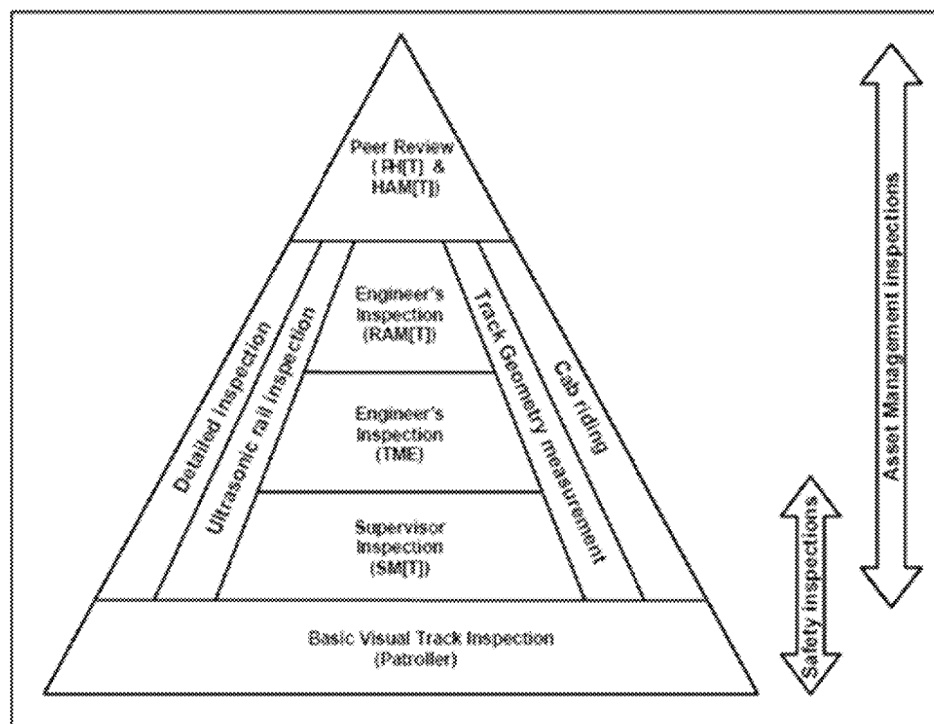 Peer Review
(PH[T] &
HAM[T])
Detailed inspection
Ultrasonic rail inspection
Engineer's
Inspection
(RAM[T])
Engineer's
Inspection
(TME)
Supervisor
Inspection
(SM[T])
Track Geometry measurement
Cab riding
Basic Visual Track Inspection
(Patroller)
Safety inspections
Asset Management inspections